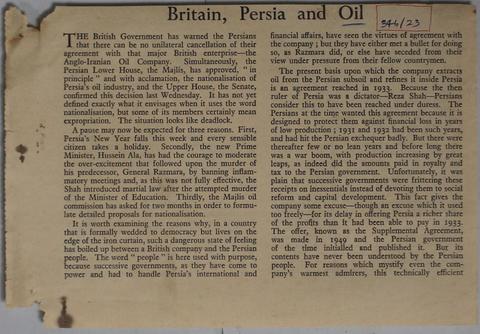 Britain, Persia and Oil
346/23
THE British Government has warned the Persians
that there can be no unilateral cancellation of their
agreement with that major British enterprise—the
Anglo-Iranian Oil Company. Simultaneously, the
Persian Lower House, the Majlis, has approved, “in
principle” and with acclamation, the nationalisation of
Persia's oil industry, and the Upper House, the Senate,
confirmed this decision last Wednesday. It has not yet
defined exactly what it envisages when it uses the word
nationalisation, but some of its members certainly mean
expropriation. The situation looks like deadlock.
A pause may now be expected for three reasons. First,
Persia's New Year falls this week and every sensible
citizen takes a holiday. Secondly, the new Prime
Minister, Hussein Ala, has had the courage to moderate
the over-excitement that followed upon the murder of
his predecessor, General Razmara, by banning inflam-
matory meetings, and, as this was not fully effective, the
Shah introduced martial law after the attempted murder
of the Minister of Education. Thirdly, the Majlis oil
commission has asked for two months in order to formu-
late detailed proposals for nationalisation.
It is worth examining the reasons why, in a country
that is formally wedded to democracy but lives on the
edge of the iron curtain, such a dangerous state of feeling
has boiled up between a British company and the Persian
people. The word “people” is here used with purpose,
because successive governments, as they have come to
power and had to handle Persia's international and
financial affairs, have seen the virtues of agreement with
the company; but they have either met a bullet for doing
so, as Razmara did, or else have seceded from their
view under pressure from their fellow countrymen.
The present basis upon which the company extracts
oil from the Persian subsoil and refines it inside Persia
is an agreement reached in 1933. Because the then
ruler of Persia was a dictator—Reza Shah—Persians
consider this to have been reached under duress. The
Persians at the time wanted this agreement because it is
designed to protect them against financial loss in years
of low production; 1931 and 1932 had been such years,
and had hit the Persian exchequer badly. But there were
thereafter few or no lean years and before long there
was a war boom, with production increasing by great
leaps, as indeed did the amounts paid in royalty and
tax to the Persian government. Unfortunately, it was
plain that successive governments were frittering these
receipts on inessentials instead of devoting them to social
reform and capital development. This fact gives the
company some excuse—though an excuse which it used
too freely—for its delay in offering Persia a richer share
of the profits than it had been able to pay in 1933.
The offer, known as the Supplemental Agreement,
was made in 1949 and the Persian government
of the time initialled and published it. But its
contents have never been understood by the Persian
people. For reasons which mystify even the com-
pany's warmest admirers, this technically efficient